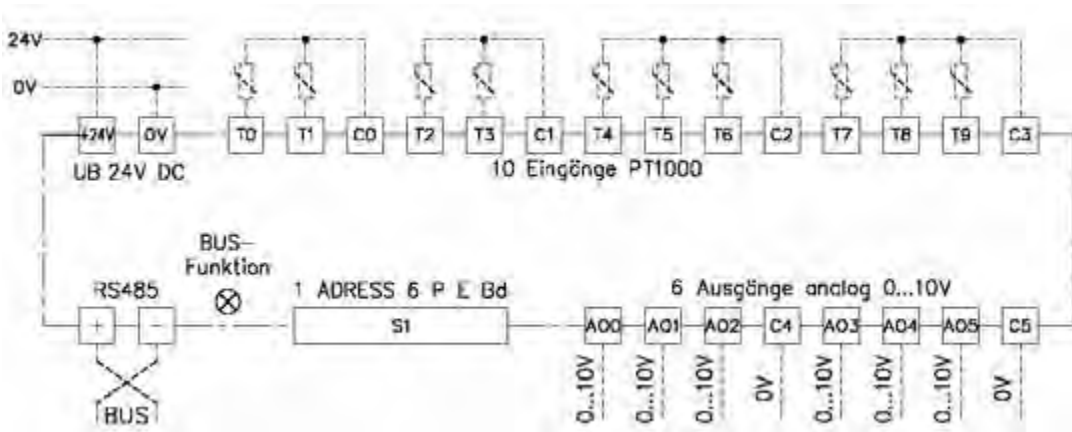 24V
0V
+24V 0V T0 T1 C0 T2 T3 C1 T4 T5 T6 C2 T7 T8 T9 C3
UB 24V DC
10 Eingänge PT1000
BUS-
Funktion
RS485
1 ADRESS 6 P E Bd
6 Ausgänge analog 0...10V
+ - S1 AO0 AO1 AO2 C4 AO3 AO4 AO5 C5
0...10V 0...10V 0...10V 0V 0...10V 0...10V 0...10V 0V
BUS